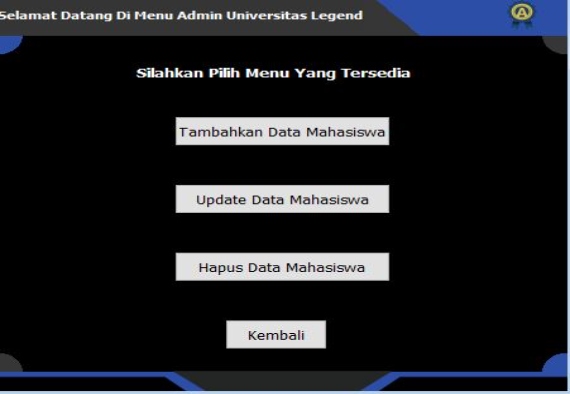 Selamat Datang Di Menu Admin Universitas Legend
A
Silahkan Pilih Menu Yang Tersedia
Tambahkan Data Mahasiswa
Update Data Mahasiswa
Hapus Data Mahasiswa
Kembali